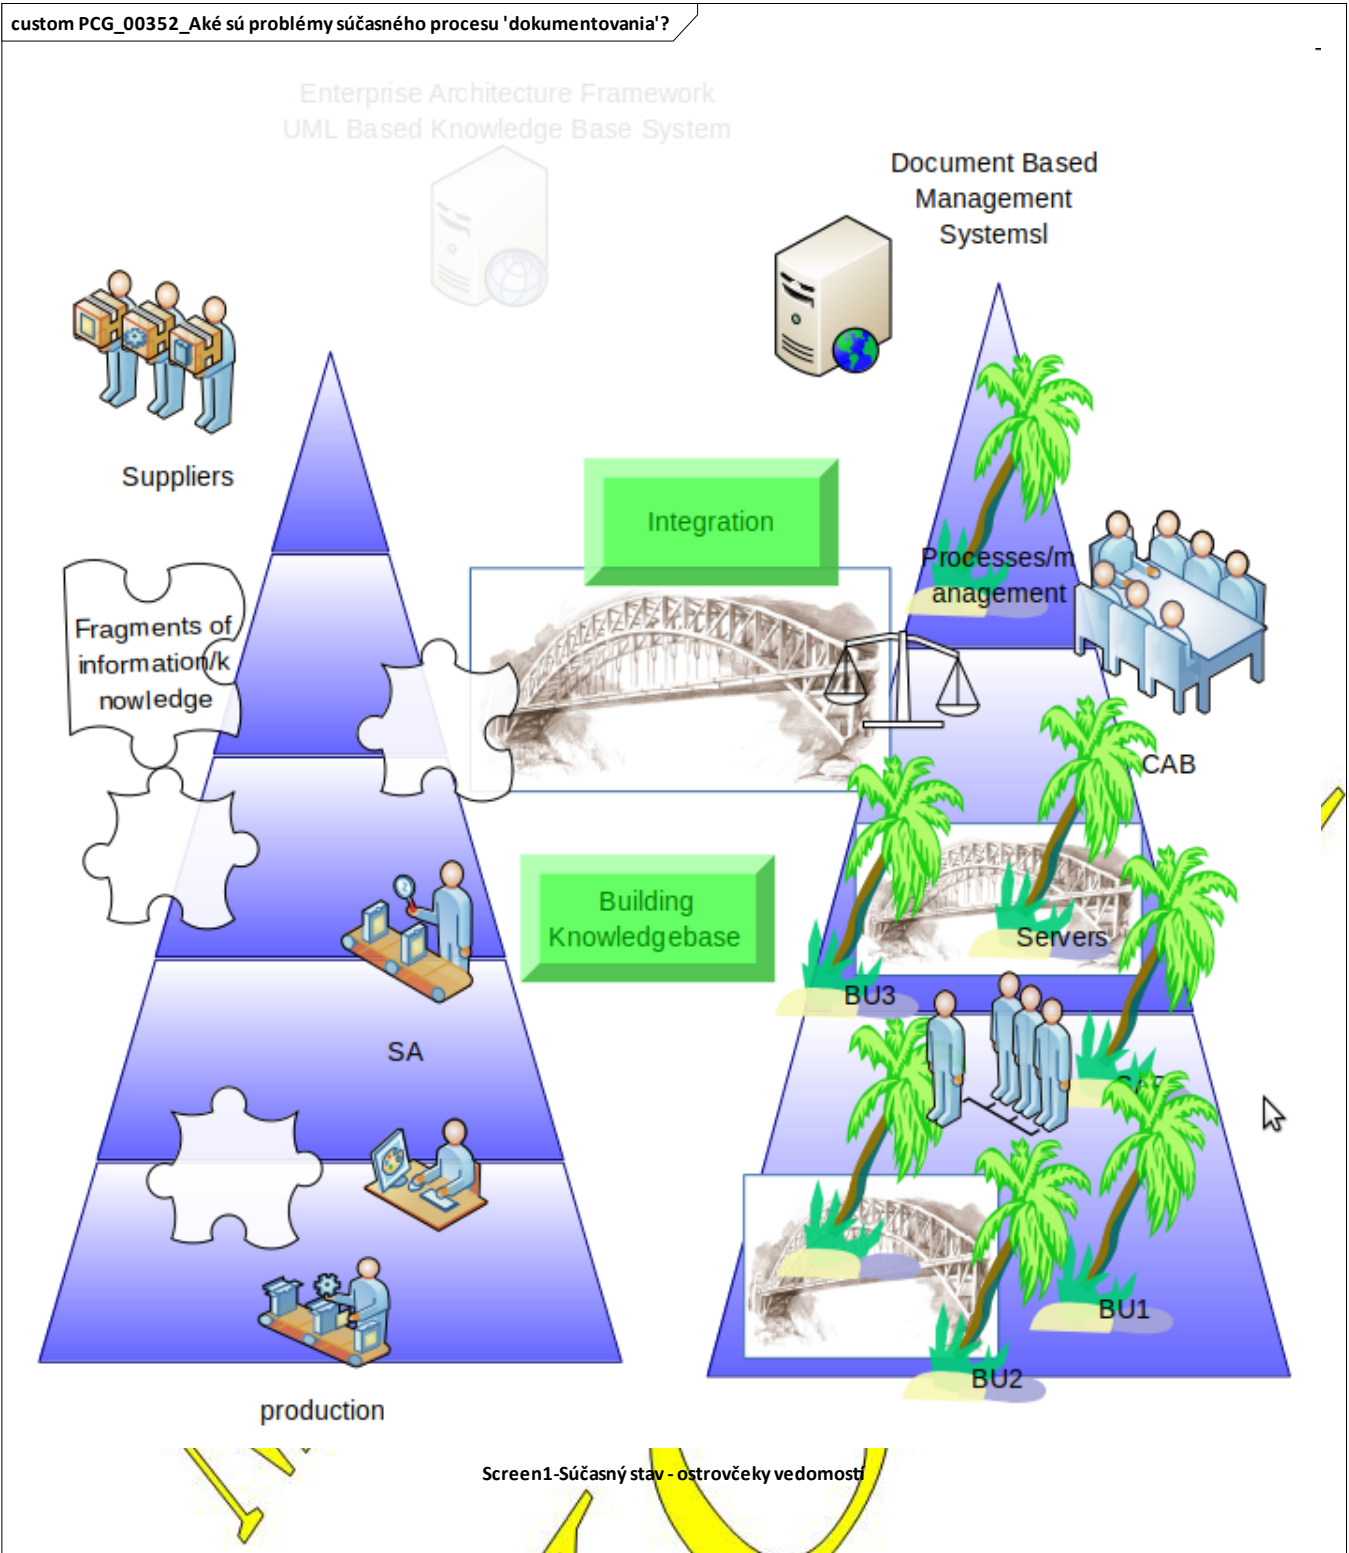 custom PCG_00352_Aké sú problémy súčasného procesu 'dokumentovania'?
Enterprise Architecture Framework
UML Based Knowledge Base System
Document Based
Management
Systemsl
Suppliers
Integration
Processes/m
anagement
Fragments of
information/k
nowledge
CAB
Building
Knowledgebase
Servers
BU3
SA
BU1
BU2
production
Screen1-Súčasný stav - ostrovčeky vedomostí